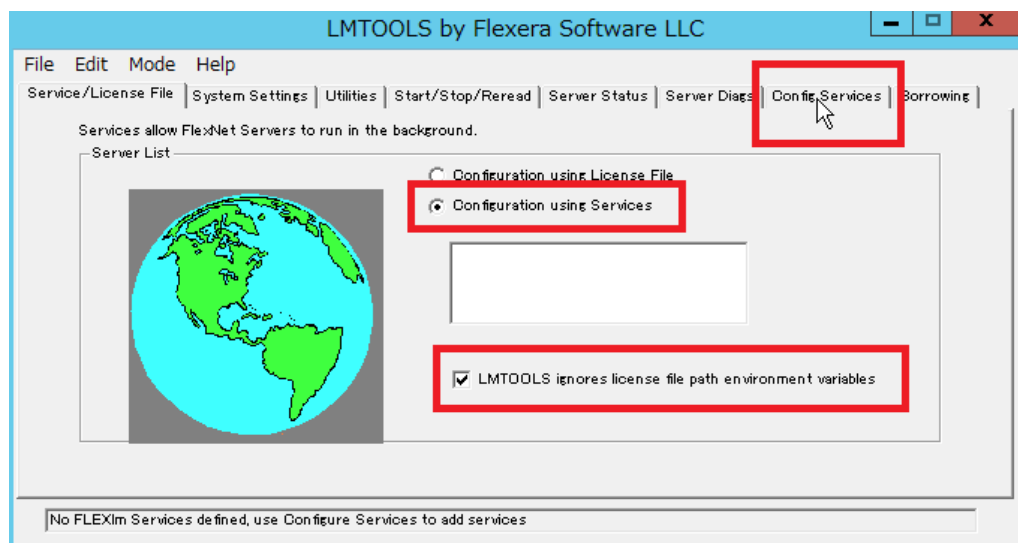 LMTOOLS by Flexera Software LLC
File Edit Mode Help
Service/License File System Settings Utilities Start/Stop/Reread Server Status Server Diags Config Services Borrowing
Services allow FlexNet Servers to run in the background.
Server List
Configuration using License File
Configuration using Services
LMTOOLS ignores license file path environment variables
No FLEXlm Services defined, use Configure Services to add services